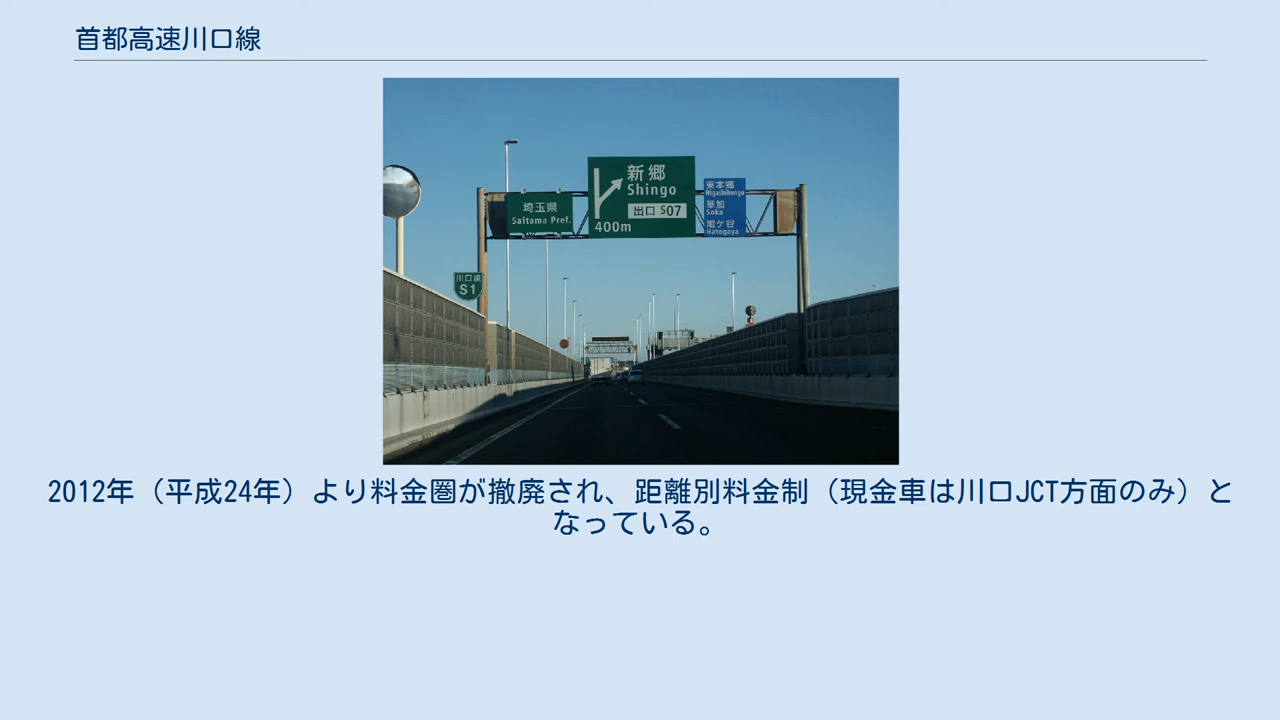 首都高速川口線
新郷
Shingo
出口 S07
400m
埼玉県
Saitama Pref.
東本郷
Higashihongo
草加
Soka
鳩ケ谷
Hatogaya
川口線
S1
2012年（平成24年）より料金圏が撤廃され、距離別料金制（現金車は川口JCT方面のみ）と
なっている。